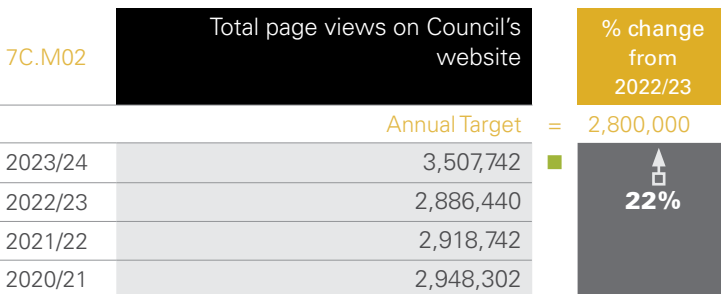 7C.M02
Total page views on Council's
website
% change
from
2022/23
Annual Target = 2,800,000
2023/24 3,507,742
2022/23 2,886,440
22%
2021/22 2,918,742
2020/21 2,948,302